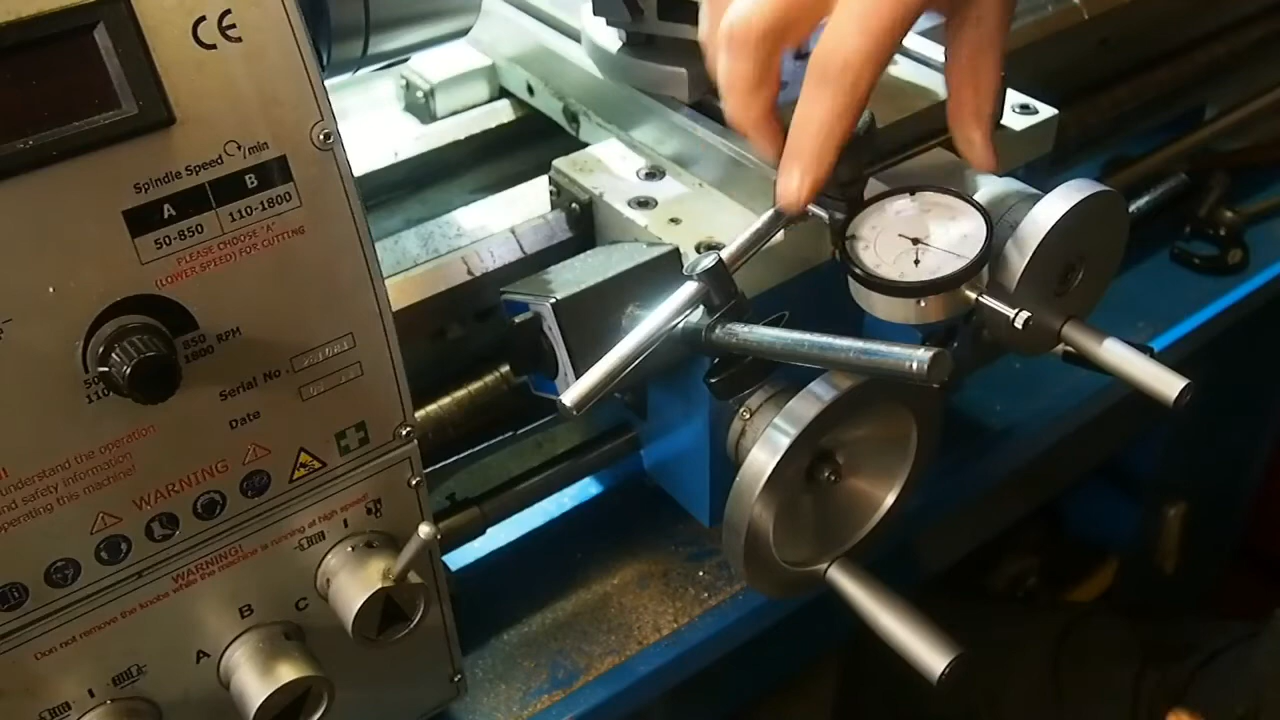 CE
Spindle Speed /min
A B
50-850 110-1800
PLEASE CHOOSE "A"
(LOWER SPEED) FOR CUTTING
850 RPM
1800
50
110
Serial No.
Date
understand the operation
and safety information
operating this machine!
WARNING
WARNING!
Do not remove the knobs while the machine is running at high speed!
I
A B C
I